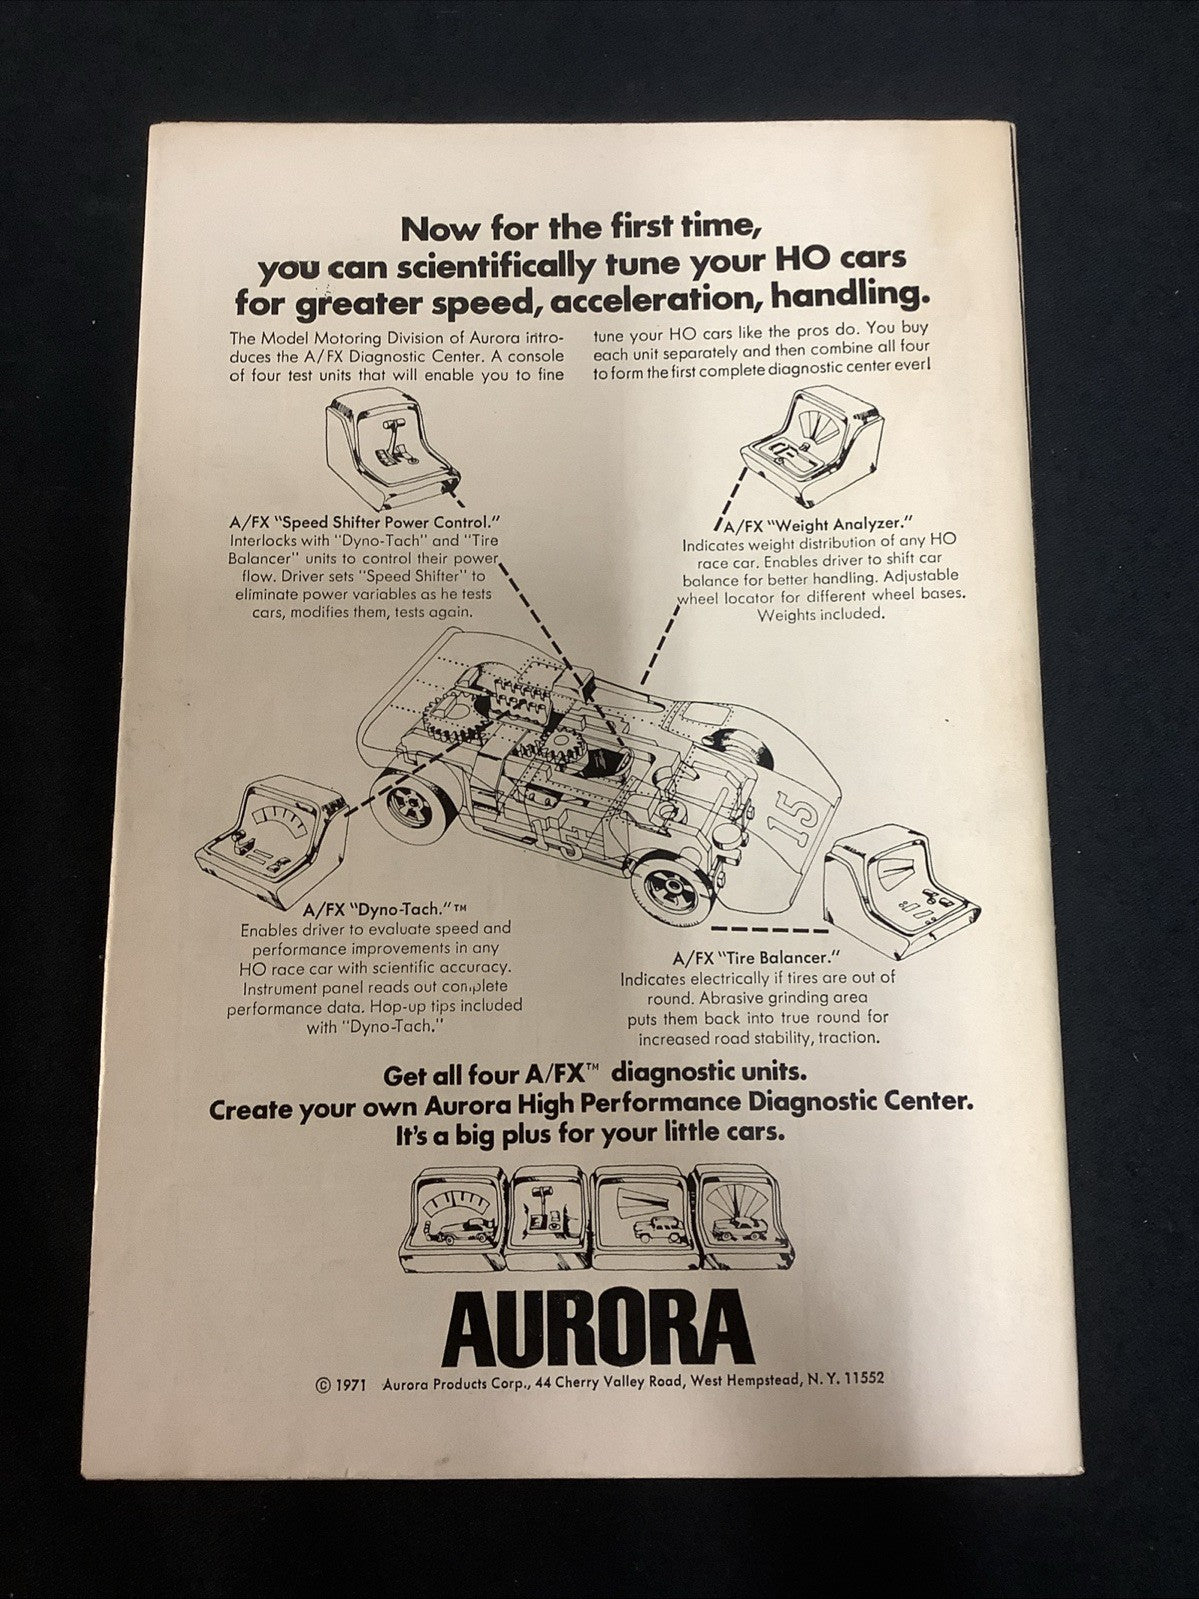 Now for the first time,
you can scientifically tune your HO cars
for greater speed, acceleration, handling.
The Model Motoring Division of Aurora intro-
duces the A/FX Diagnostic Center. A console
of four test units that will enable you to fine
tune your HO cars like the pros do. You buy
each unit separately and then combine all four
to form the first complete diagnostic center ever!
A/FX "Speed Shifter Power Control."
Interlocks with "Dyno-Tach" and "Tire
Balancer" units to control their power
flow. Driver sets "Speed Shifter" to
eliminate power variables as he tests
cars, modifies them, tests again.
A/FX "Weight Analyzer."
Indicates weight distribution of any HO
race car. Enables driver to shift car
balance for better handling. Adjustable
wheel locator for different wheel bases.
Weights included.
15
15
A/FX "Dyno-Tach."™
Enables driver to evaluate speed and
performance improvements in any
HO race car with scientific accuracy.
Instrument panel reads out complete
performance data. Hop-up tips included
with "Dyno-Tach."
A/FX "Tire Balancer."
Indicates electrically if tires are out of
round. Abrasive grinding area
puts them back into true round for
increased road stability, traction.
Get all four A/FX™ diagnostic units.
Create your own Aurora High Performance Diagnostic Center.
It's a big plus for your little cars.
AURORA
© 1971 Aurora Products Corp., 44 Cherry Valley Road, West Hempstead, N. Y. 11552